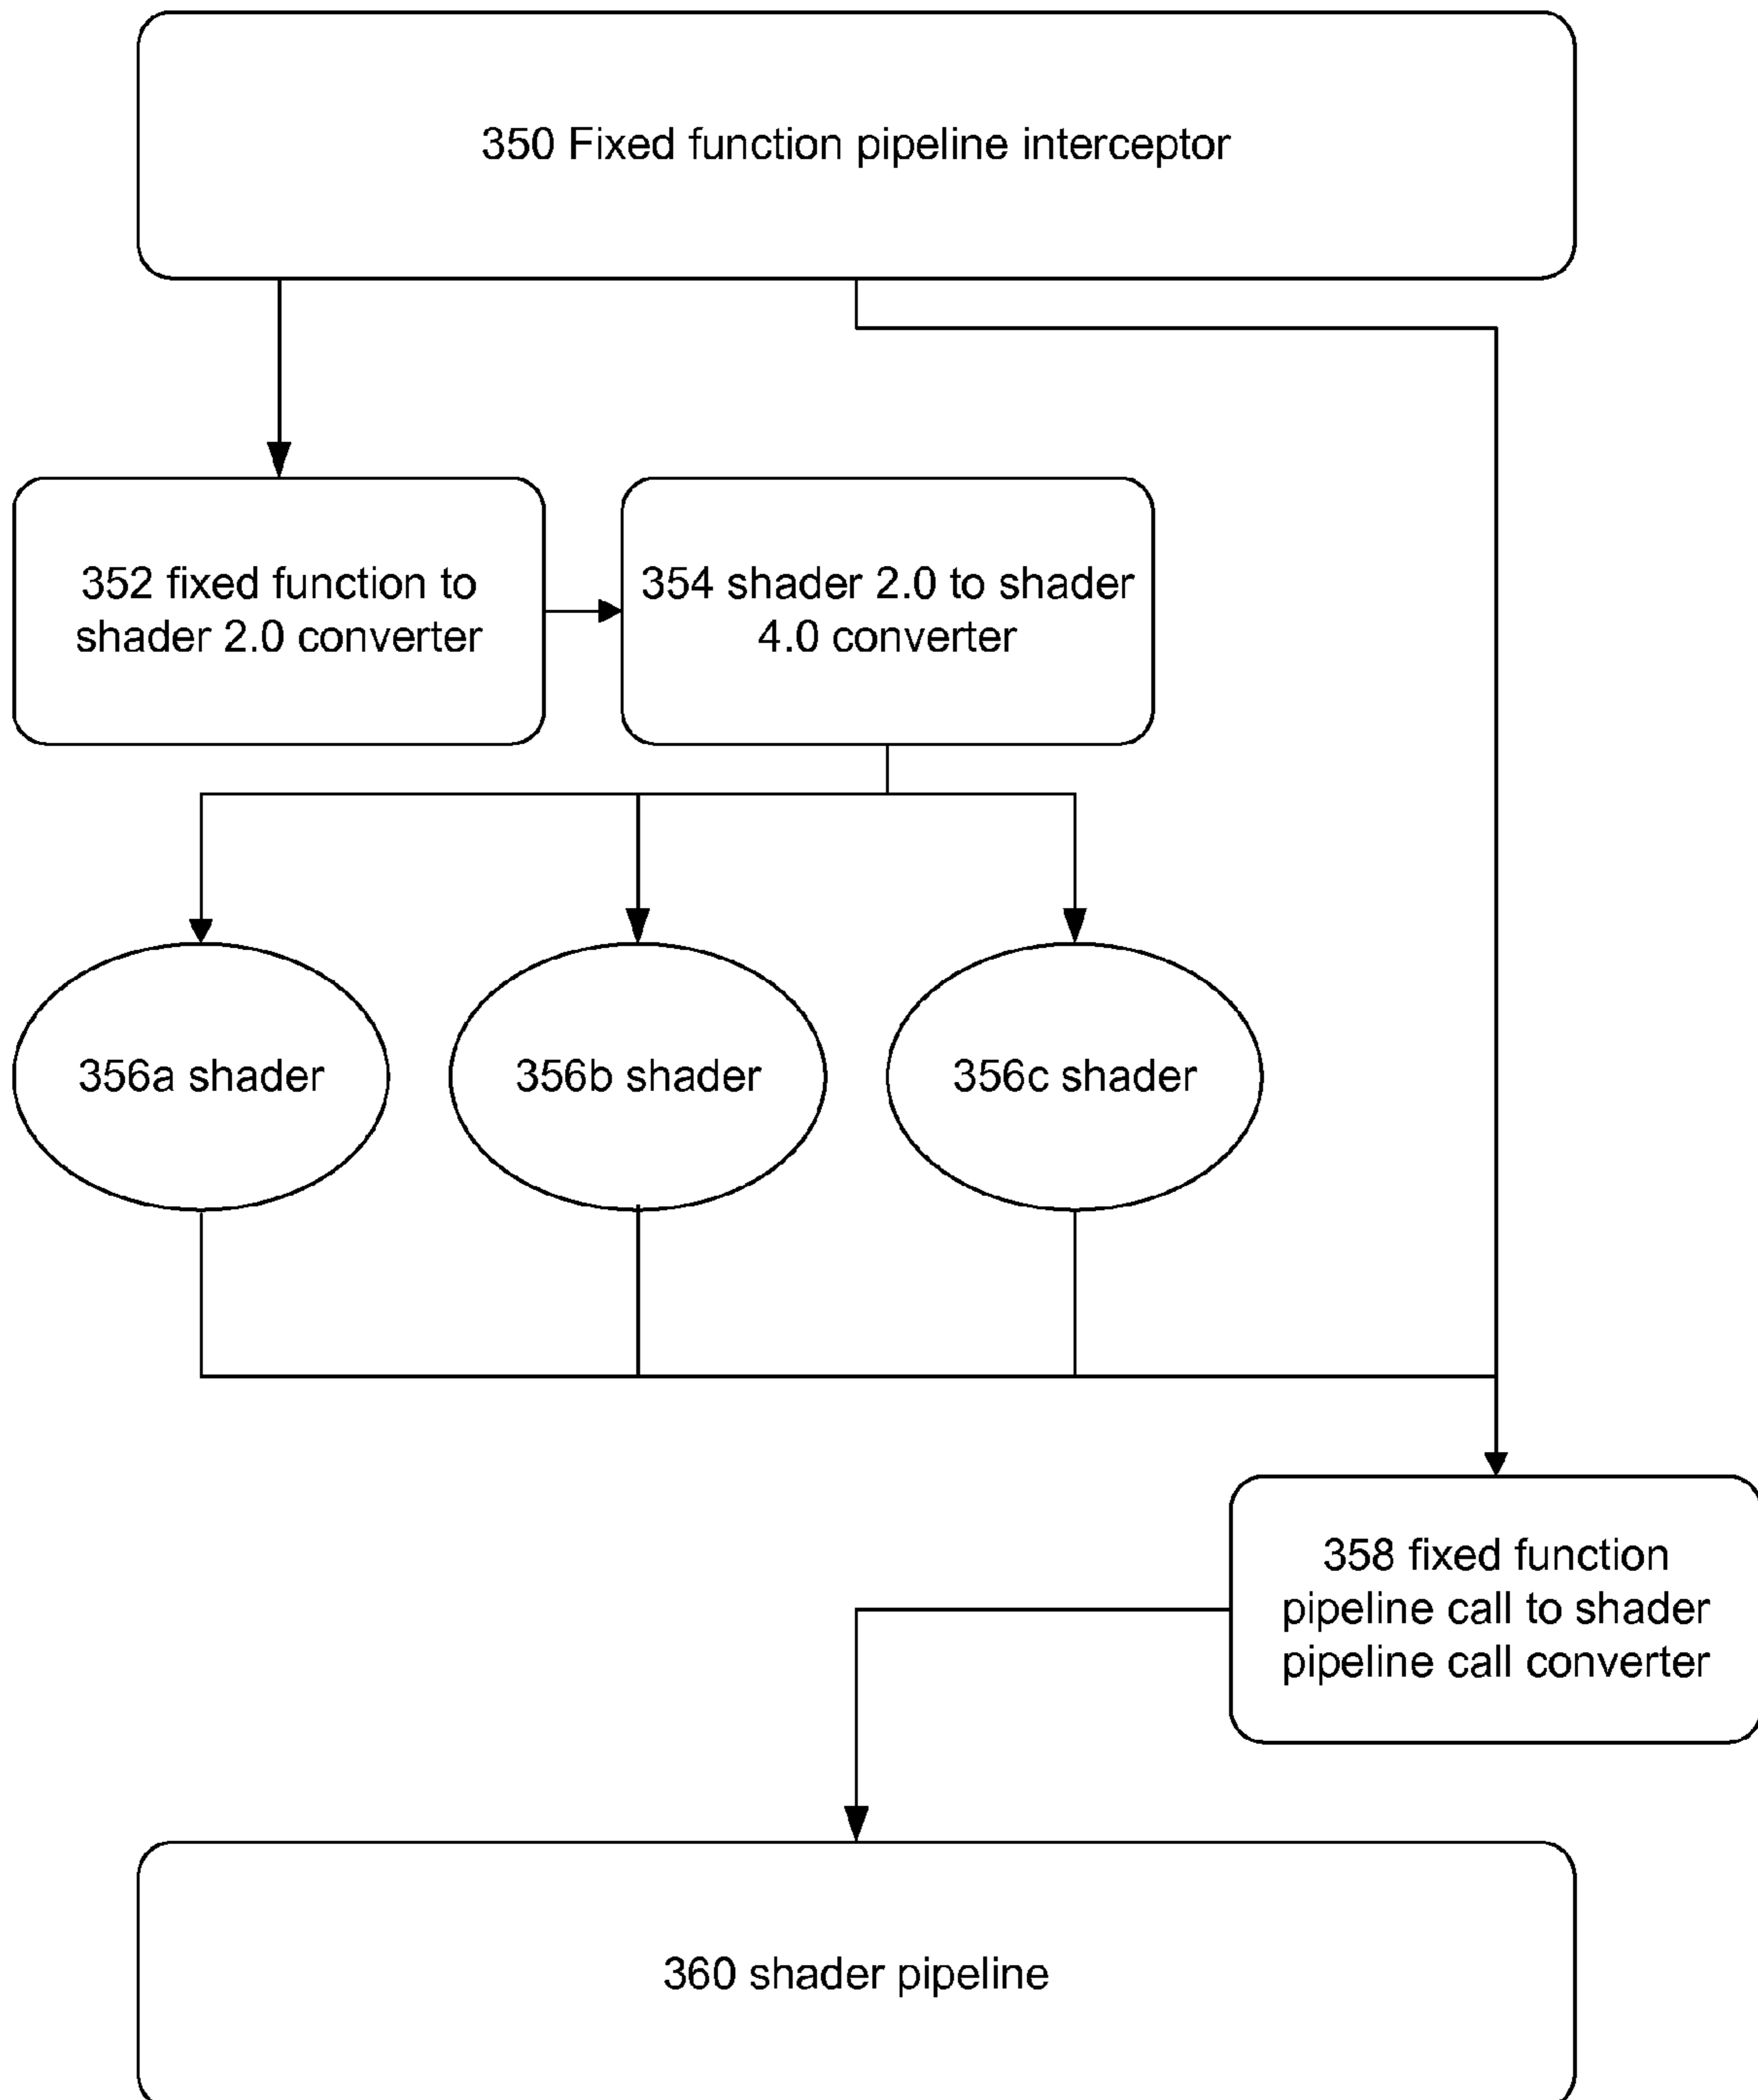 350 Fixed function pipeline interceptor
352 fixed function to
shader 2.0 converter
354 shader 2.0 to shader
4.0 converter
356a shader
356b shader
356c shader
358 fixed function
pipeline call to shader
pipeline call converter
360 shader pipeline